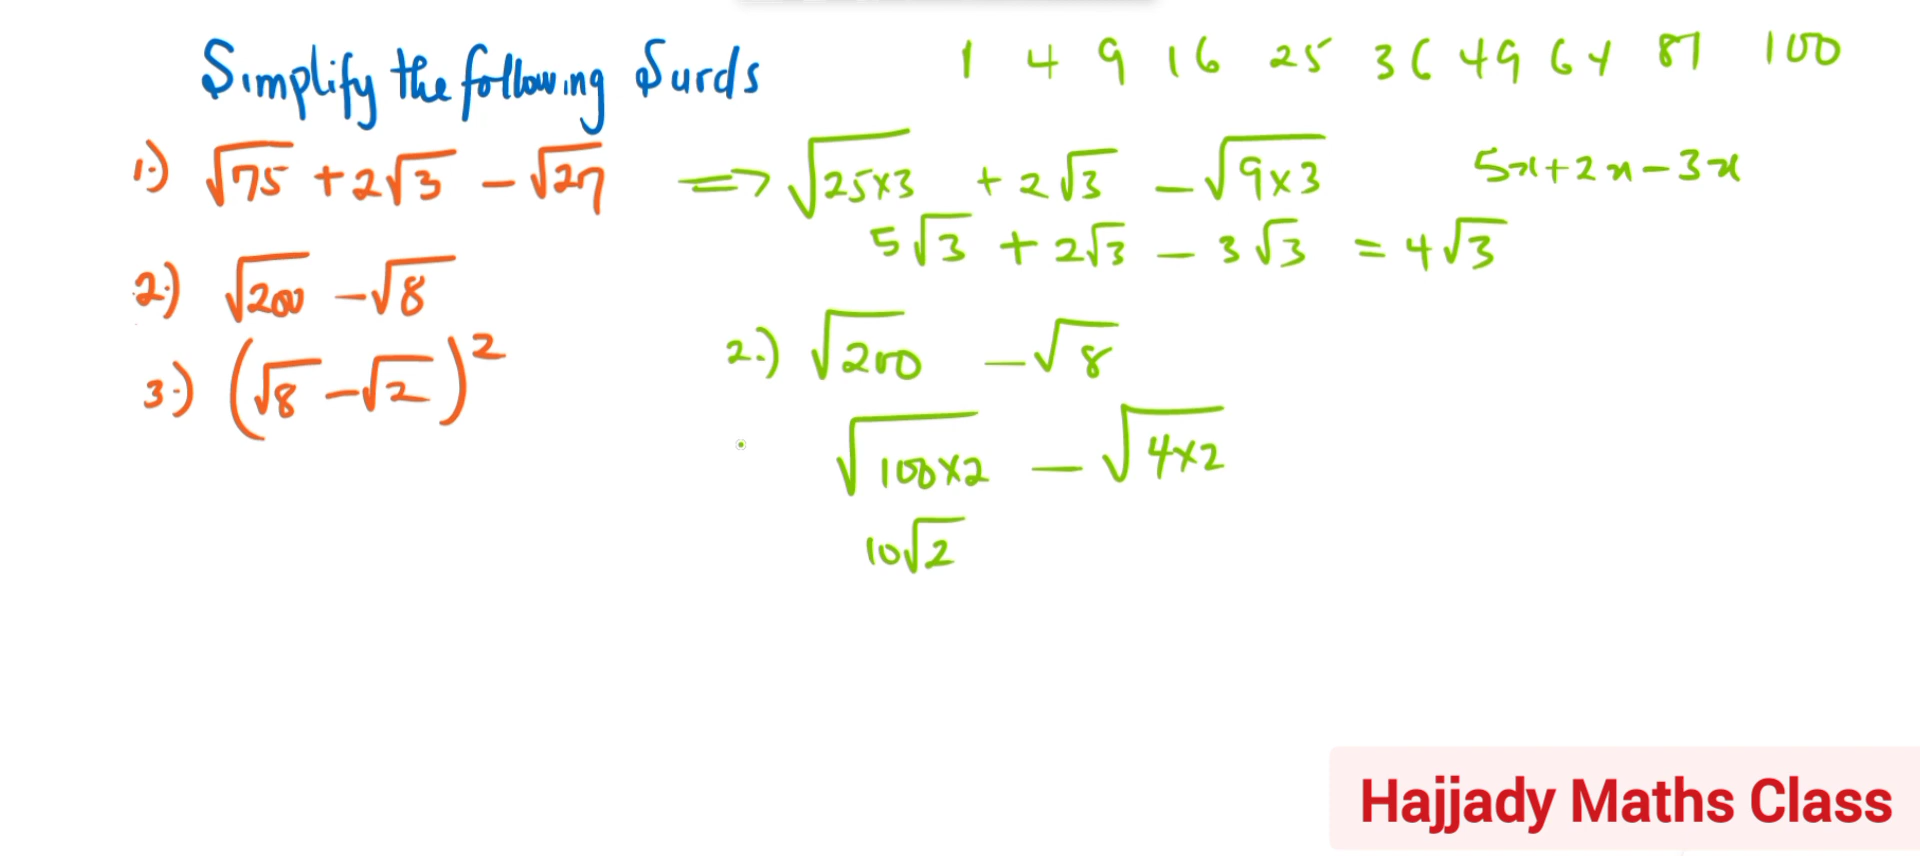 Simplify the following Surds
1 4 9 16 25 36 49 64 81 100
1.) √75 + 2√3 − √27 ⇒ √25×3 + 2√3 − √9×3
5x + 2x − 3x
5√3 + 2√3 − 3√3 = 4√3
2.) √200 − √8
3.) (√8 − √2)²
2.) √200 − √8
√100×2 − √4×2
10√2
Hajjady Maths Class